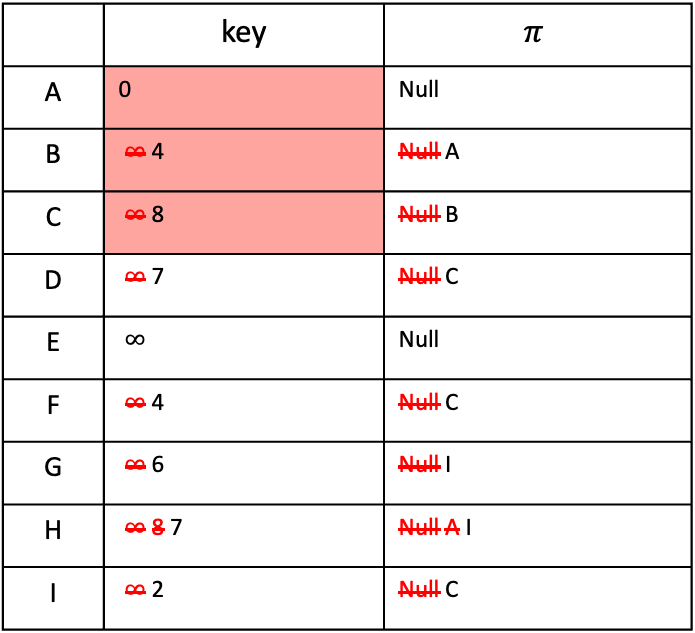 key π
A 0 Null
B ∞ 4 Null A
C ∞ 8 Null B
D ∞ 7 Null C
E ∞ Null
F ∞ 4 Null C
G ∞ 6 Null I
H ∞ 8 7 Null A I
I ∞ 2 Null C